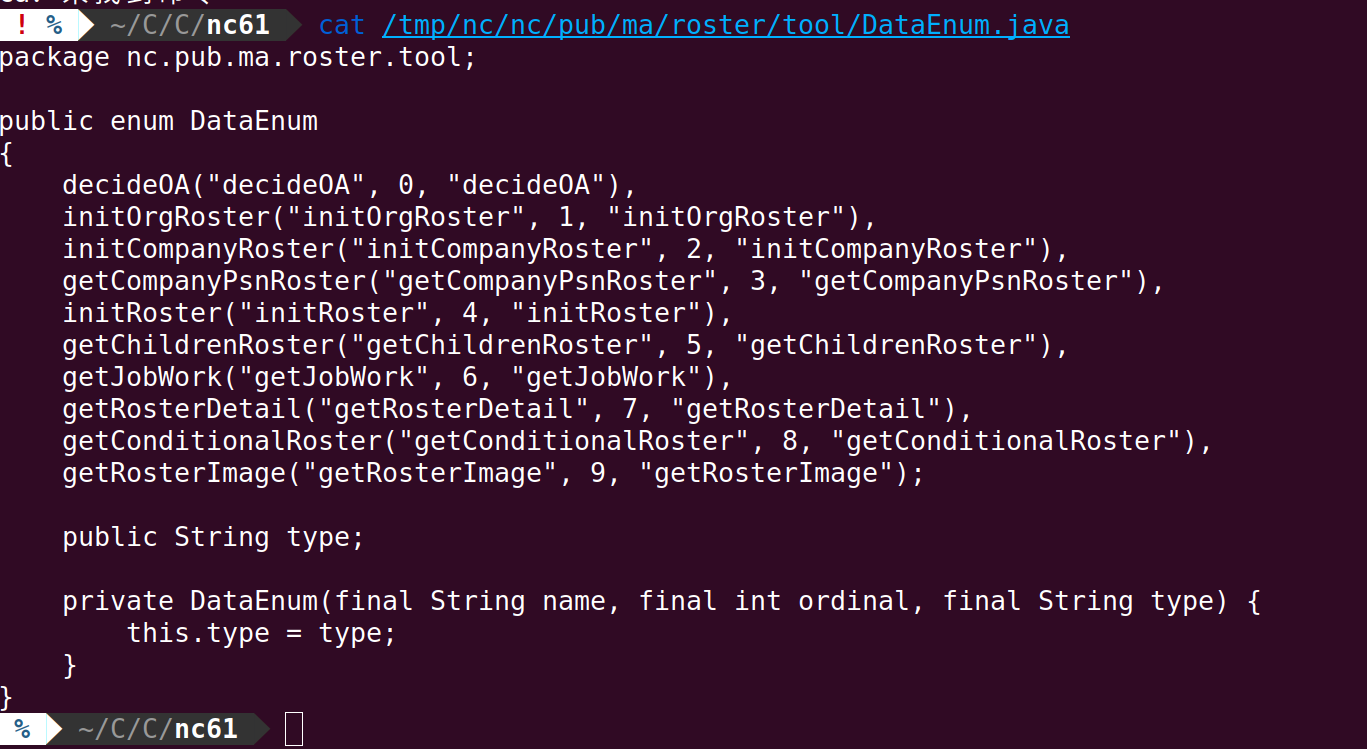 ! % ~/C/C/nc61 cat /tmp/nc/nc/pub/ma/roster/tool/DataEnum.java
package nc.pub.ma.roster.tool;
public enum DataEnum
{
decideOA("decideOA", 0, "decideOA"),
initOrgRoster("initOrgRoster", 1, "initOrgRoster"),
initCompanyRoster("initCompanyRoster", 2, "initCompanyRoster"),
getCompanyPsnRoster("getCompanyPsnRoster", 3, "getCompanyPsnRoster"),
initRoster("initRoster", 4, "initRoster"),
getChildrenRoster("getChildrenRoster", 5, "getChildrenRoster"),
getJobWork("getJobWork", 6, "getJobWork"),
getRosterDetail("getRosterDetail", 7, "getRosterDetail"),
getConditionalRoster("getConditionalRoster", 8, "getConditionalRoster"),
getRosterImage("getRosterImage", 9, "getRosterImage");
public String type;
private DataEnum(final String name, final int ordinal, final String type) {
this.type = type;
}
}
% ~/C/C/nc61